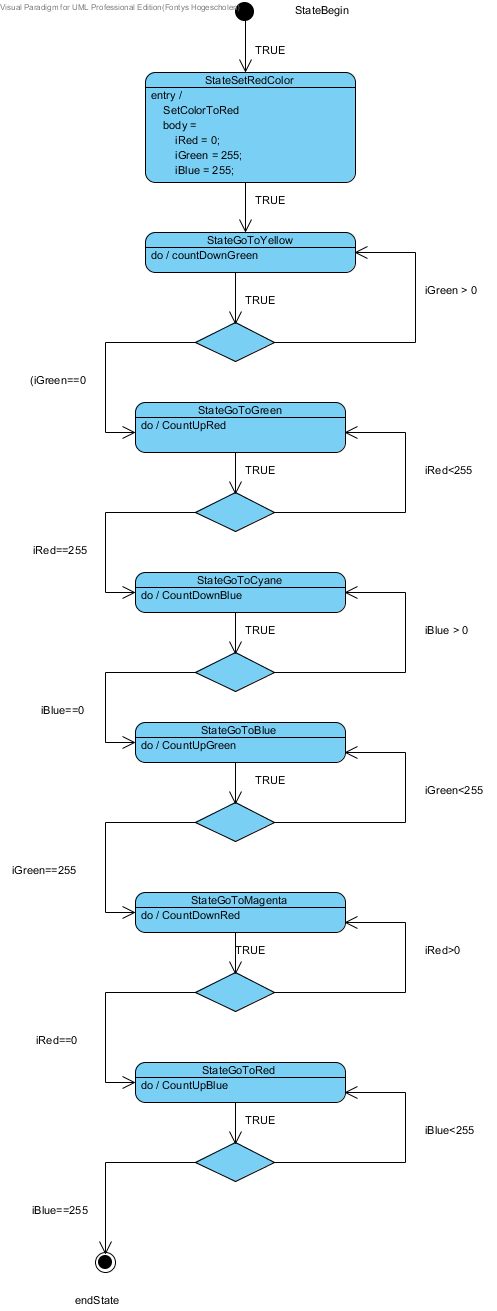 Visual Paradigm for UML Professional Edition(Fontys Hogescholen)
StateBegin
TRUE
StateSetRedColor
entry /
SetColorToRed
body =
iRed = 0;
iGreen = 255;
iBlue = 255;
TRUE
StateGoToYellow
do / countDownGreen
iGreen > 0
TRUE
(iGreen==0
StateGoToGreen
do / CountUpRed
TRUE
iRed<255
iRed==255
StateGoToCyane
do / CountDownBlue
TRUE
iBlue > 0
iBlue==0
StateGoToBlue
do / CountUpGreen
TRUE
iGreen<255
iGreen==255
StateGoToMagenta
do / CountDownRed
TRUE
iRed>0
iRed==0
StateGoToRed
do / CountUpBlue
TRUE
iBlue<255
iBlue==255
endState